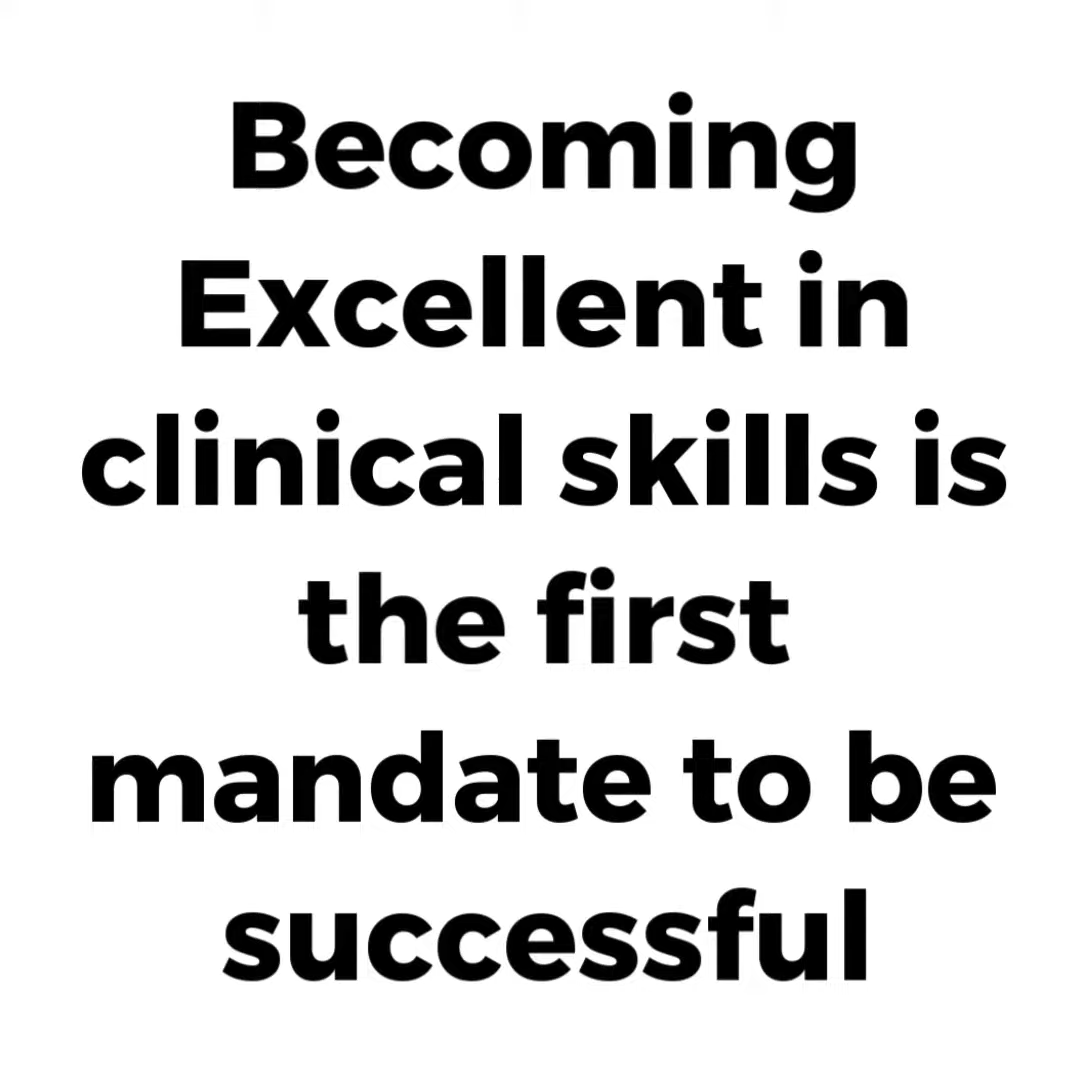 Becoming
Excellent in
clinical skills is
the first
mandate to be
successful